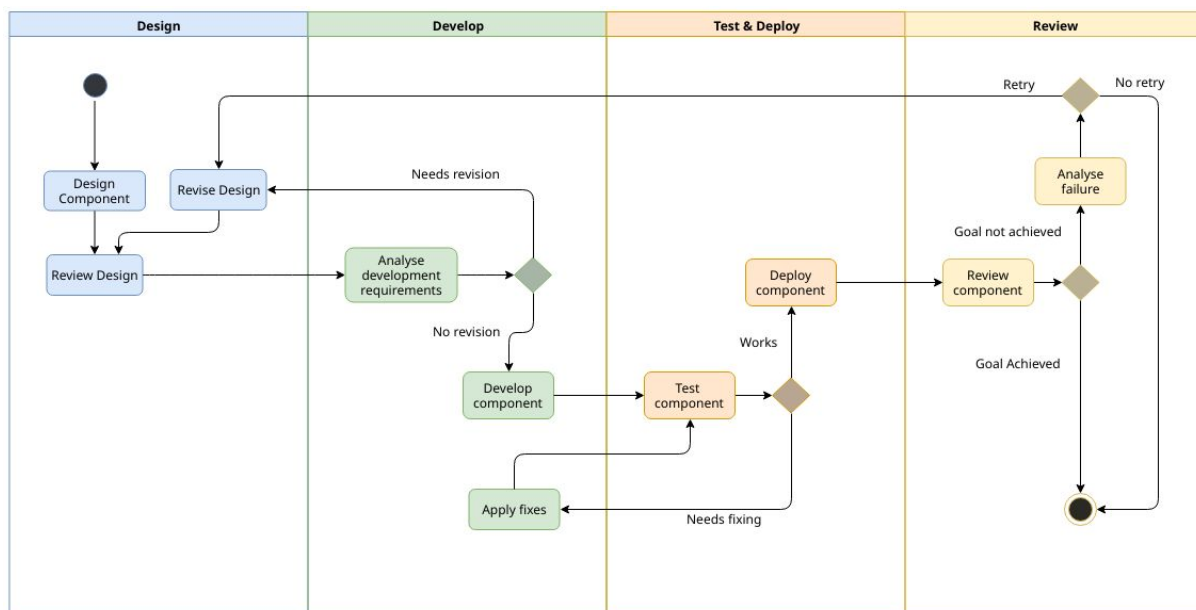 Design
Develop
Test & Deploy
Review
Retry
No retry
Design
Component
Revise Design
Needs revision
Analyse
failure
Goal not achieved
Review Design
Analyse
development
requirements
Deploy
component
Review
component
No revision
Works
Goal Achieved
Develop
component
Test
component
Apply fixes
Needs fixing